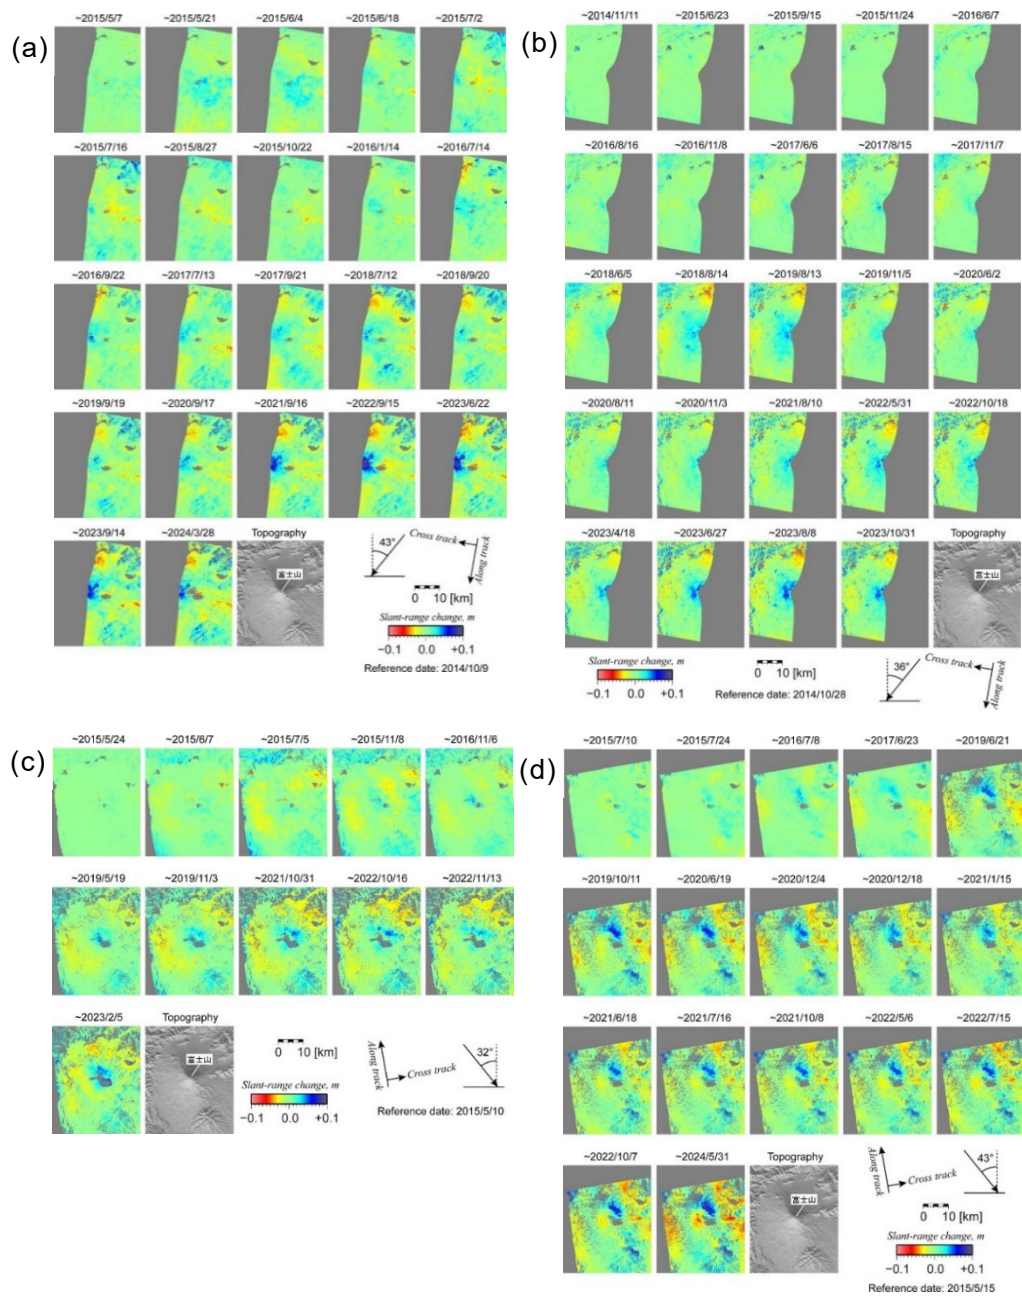 (a)
~2015/5/7 ~2015/5/21 ~2015/6/4 ~2015/6/18 ~2015/7/2
~2015/7/16 ~2015/8/27 ~2015/10/22 ~2016/1/14 ~2016/7/14
~2016/9/22 ~2017/7/13 ~2017/9/21 ~2018/7/12 ~2018/9/20
~2019/9/19 ~2020/9/17 ~2021/9/16 ~2022/9/15 ~2023/6/22
~2023/9/14 ~2024/3/28 Topography
富士山
43°
Cross track
Along track
0 10 [km]
Slant-range change, m
−0.1 0.0 +0.1
Reference date: 2014/10/9
(b)
~2014/11/11 ~2015/6/23 ~2015/9/15 ~2015/11/24 ~2016/6/7
~2016/8/16 ~2016/11/8 ~2017/6/6 ~2017/8/15 ~2017/11/7
~2018/6/5 ~2018/8/14 ~2019/8/13 ~2019/11/5 ~2020/6/2
~2020/8/11 ~2020/11/3 ~2021/8/10 ~2022/5/31 ~2022/10/18
~2023/4/18 ~2023/6/27 ~2023/8/8 ~2023/10/31 Topography
富士山
Slant-range change, m
−0.1 0.0 +0.1
0 10 [km]
Reference date: 2014/10/28
36°
Cross track
Along track
(c)
~2015/5/24 ~2015/6/7 ~2015/7/5 ~2015/11/8 ~2016/11/6
~2019/5/19 ~2019/11/3 ~2021/10/31 ~2022/10/16 ~2022/11/13
~2023/2/5 Topography
富士山
0 10 [km]
Slant-range change, m
−0.1 0.0 +0.1
Along track
Cross track
32°
Reference date: 2015/5/10
(d)
~2015/7/10 ~2015/7/24 ~2016/7/8 ~2017/6/23 ~2019/6/21
~2019/10/11 ~2020/6/19 ~2020/12/4 ~2020/12/18 ~2021/1/15
~2021/6/18 ~2021/7/16 ~2021/10/8 ~2022/5/6 ~2022/7/15
~2022/10/7 ~2024/5/31 Topography
富士山
Along track
Cross track
43°
0 10 [km]
Slant-range change, m
−0.1 0.0 +0.1
Reference date: 2015/5/15